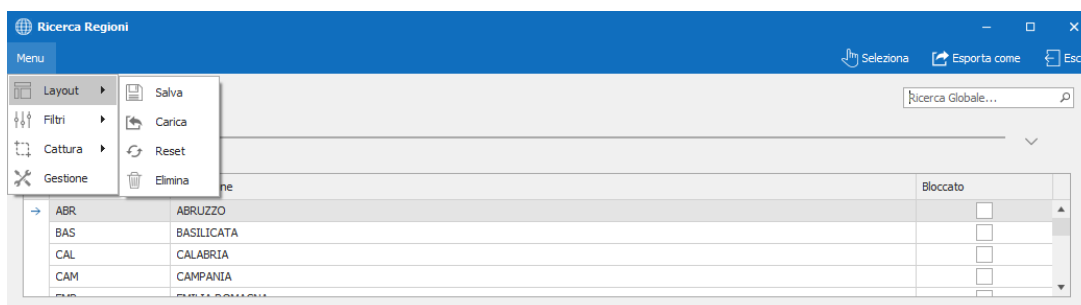 Ricerca Regioni
Menu Seleziona Esporta come Esc
Layout Salva Ricerca Globale...
Filtri Carica
Cattura Reset
Gestione Elimina
ne Bloccato
ABR ABRUZZO
BAS BASILICATA
CAL CALABRIA
CAM CAMPANIA